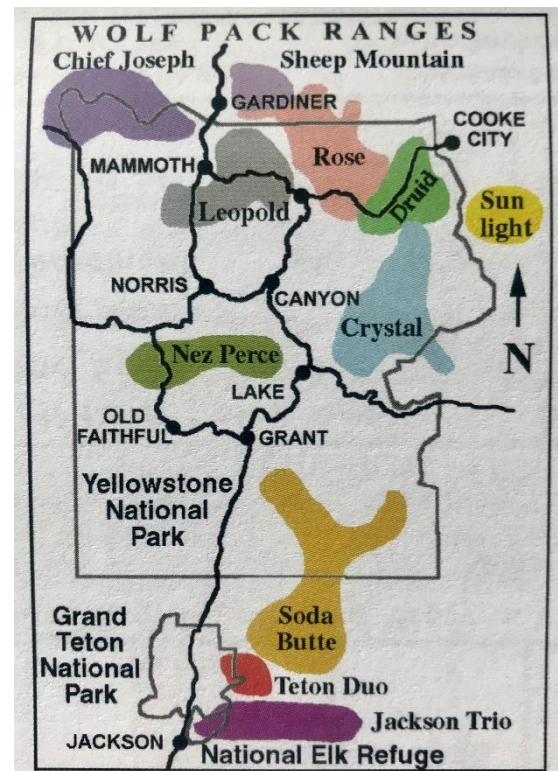 WOLF PACK RANGES
Chief Joseph
Sheep Mountain
GARDINER
COOKE
CITY
MAMMOTH
Rose
Druid
Leopold
Sun
light
NORRIS
CANYON
Crystal
N
Nez Perce
LAKE
OLD
FAITHFUL
GRANT
Yellowstone
National
Park
Grand
Teton
National
Park
Soda
Butte
Teton Duo
Jackson Trio
JACKSON
National Elk Refuge